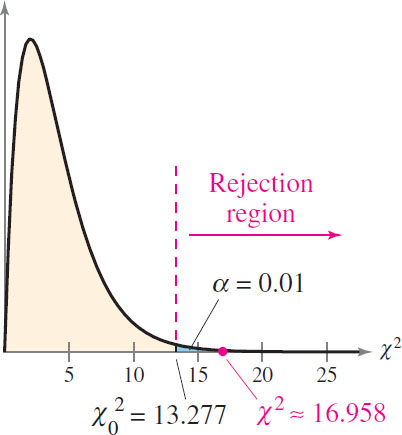 Rejection
region
α = 0.01
χ²
5 10 15 20 25
χ₀² = 13.277
χ² ≈ 16.958